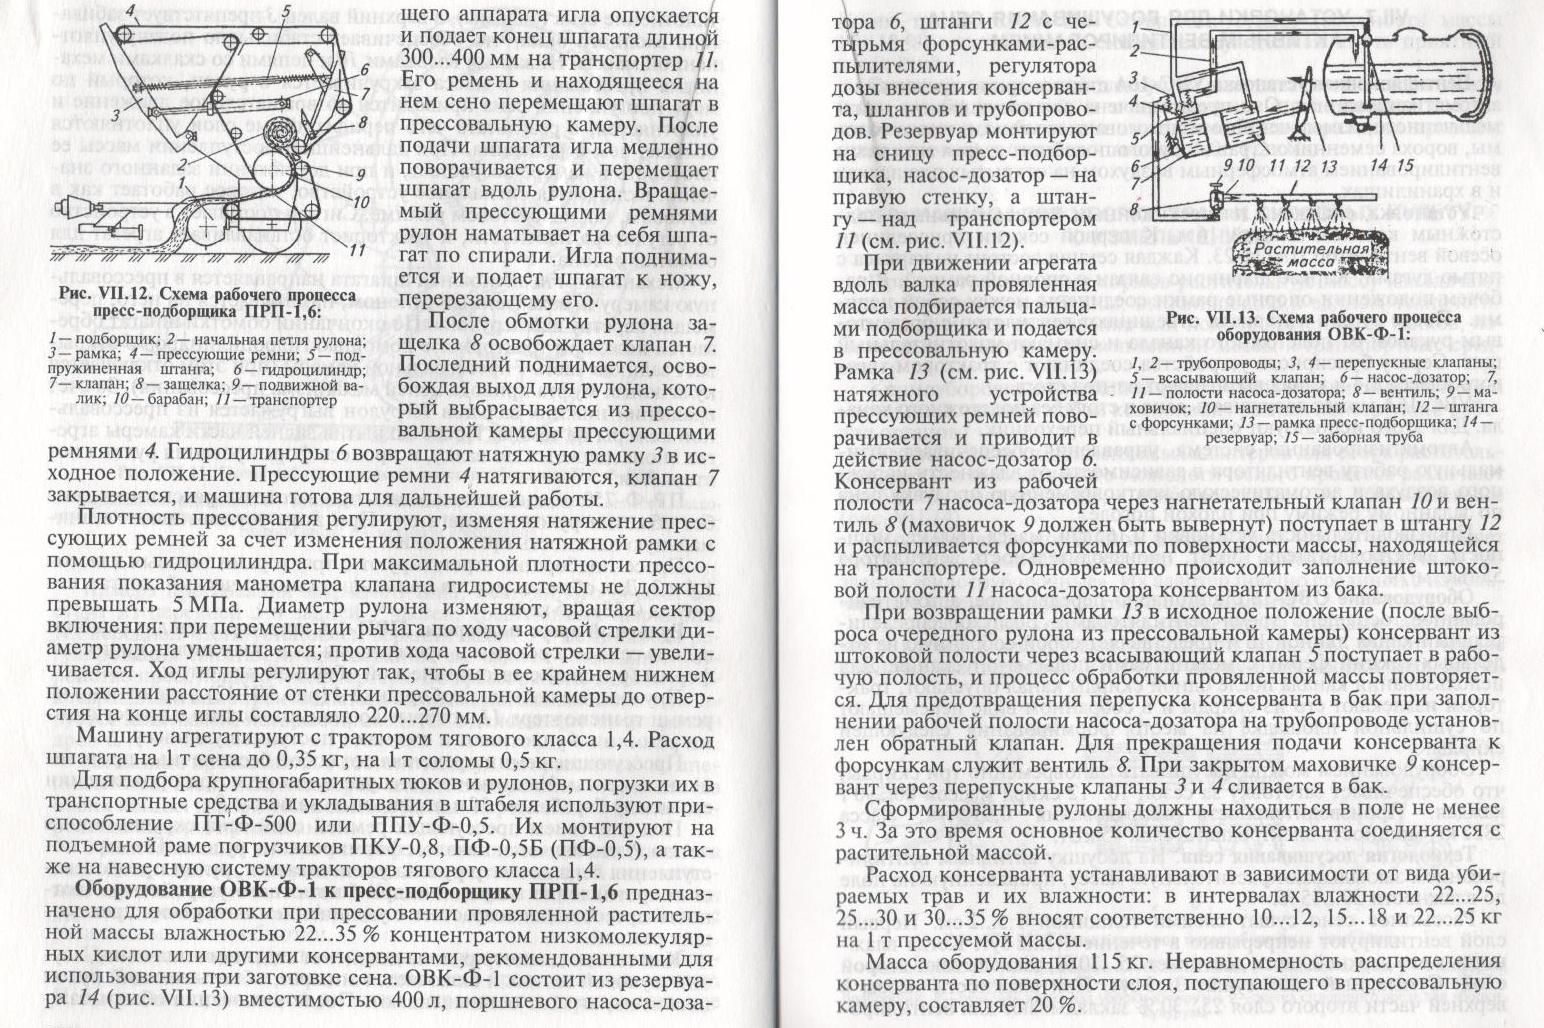 4
5
6
7
3
8
2
1
9
10
11
Рис. VII.12. Схема рабочего процесса
пресс-подборщика ПРП-1,6:
1 — подборщик; 2 — начальная петля рулона;
3 — рамка; 4 — прессующие ремни; 5 — под-
пружиненная штанга; 6 — гидроцилиндр;
7 — клапан; 8 — защелка; 9 — подвижной ва-
лик; 10 — барабан; 11 — транспортер
щего аппарата игла опускается
и подает конец шпагата длиной
300...400 мм на транспортер 11.
Его ремень и находящееся на
нем сено перемещают шпагат в
прессовальную камеру. После
подачи шпагата игла медленно
поворачивается и перемещает
шпагат вдоль рулона. Вращае-
мый прессующими ремнями
рулон наматывает на себя шпа-
гат по спирали. Игла поднима-
ется и подает шпагат к ножу,
перерезающему его.
После обмотки рулона за-
щелка 8 освобождает клапан 7.
Последний поднимается, осво-
бождая выход для рулона, кото-
рый выбрасывается из прессо-
вальной камеры прессующими
ремнями 4. Гидроцилиндры 6 возвращают натяжную рамку 3 в ис-
ходное положение. Прессующие ремни 4 натягиваются, клапан 7
закрывается, и машина готова для дальнейшей работы.
Плотность прессования регулируют, изменяя натяжение прес-
сующих ремней за счет изменения положения натяжной рамки с
помощью гидроцилиндра. При максимальной плотности прессо-
вания показания манометра клапана гидросистемы не должны
превышать 5 МПа. Диаметр рулона изменяют, вращая сектор
включения: при перемещении рычага по ходу часовой стрелки ди-
аметр рулона уменьшается; против хода часовой стрелки — увели-
чивается. Ход иглы регулируют так, чтобы в ее крайнем нижнем
положении расстояние от стенки прессовальной камеры до отвер-
стия на конце иглы составляло 220...270 мм.
Машину агрегатируют с трактором тягового класса 1,4. Расход
шпагата на 1 т сена до 0,35 кг, на 1 т соломы 0,5 кг.
Для подбора крупногабаритных тюков и рулонов, погрузки их в
транспортные средства и укладывания в штабеля используют при-
способление ПТ-Ф-500 или ППУ-Ф-0,5. Их монтируют на
подъемной раме погрузчиков ПКУ-0,8, ПФ-0,5Б (ПФ-0,5), а так-
же на навесную систему тракторов тягового класса 1,4.
Оборудование ОВК-Ф-1 к пресс-подборщику ПРП-1,6 предназ-
начено для обработки при прессовании провяленной раститель-
ной массы влажностью 22...35 % концентратом низкомолекуляр-
ных кислот или другими консервантами, рекомендованными для
использования при заготовке сена. ОВК-Ф-1 состоит из резервуа-
ра 14 (рис. VII.13) вместимостью 400 л, поршневого насоса-доза-
тора 6, штанги 12 с че-
тырьмя форсунками-рас-
пылителями, регулятора
дозы внесения консерван-
та, шлангов и трубопрово-
дов. Резервуар монтируют
на сницу пресс-подбор-
щика, насос-дозатор — на
правую стенку, а штан-
гу — над транспортером
11 (см. рис. VII.12).
При движении агрегата
вдоль валка провяленная
масса подбирается пальца-
ми подборщика и подается
в прессовальную камеру.
Рамка 13 (см. рис. VII.13)
натяжного устройства
прессующих ремней пово-
рачивается и приводит в
действие насос-дозатор 6.
Консервант из рабочей
1
2
3
4
5
6
7
8
9 10 11 12 13 14 15
Растительная
масса
Рис. VII.13. Схема рабочего процесса
оборудования ОВК-Ф-1:
1, 2 — трубопроводы; 3, 4 — перепускные клапаны;
5 — всасывающий клапан; 6 — насос-дозатор; 7,
11 — полости насоса-дозатора; 8 — вентиль; 9 — ма-
ховичок; 10 — нагнетательный клапан; 12 — штанга
с форсунками; 13 — рамка пресс-подборщика; 14 —
резервуар; 15 — заборная труба
полости 7 насоса-дозатора через нагнетательный клапан 10 и вен-
тиль 8 (маховичок 9 должен быть вывернут) поступает в штангу 12
и распыливается форсунками по поверхности массы, находящейся
на транспортере. Одновременно происходит заполнение штоко-
вой полости 11 насоса-дозатора консервантом из бака.
При возвращении рамки 13 в исходное положение (после выб-
роса очередного рулона из прессовальной камеры) консервант из
штоковой полости через всасывающий клапан 5 поступает в рабо-
чую полость, и процесс обработки провяленной массы повторяет-
ся. Для предотвращения перепуска консерванта в бак при запол-
нении рабочей полости насоса-дозатора на трубопроводе установ-
лен обратный клапан. Для прекращения подачи консерванта к
форсункам служит вентиль 8. При закрытом маховичке 9 консер-
вант через перепускные клапаны 3 и 4 сливается в бак.
Сформированные рулоны должны находиться в поле не менее
3 ч. За это время основное количество консерванта соединяется с
растительной массой.
Расход консерванта устанавливают в зависимости от вида уби-
раемых трав и их влажности: в интервалах влажности 22...25,
25...30 и 30...35 % вносят соответственно 10...12, 15...18 и 22...25 кг
на 1 т прессуемой массы.
Масса оборудования 115 кг. Неравномерность распределения
консерванта по поверхности слоя, поступающего в прессовальную
камеру, составляет 20 %.